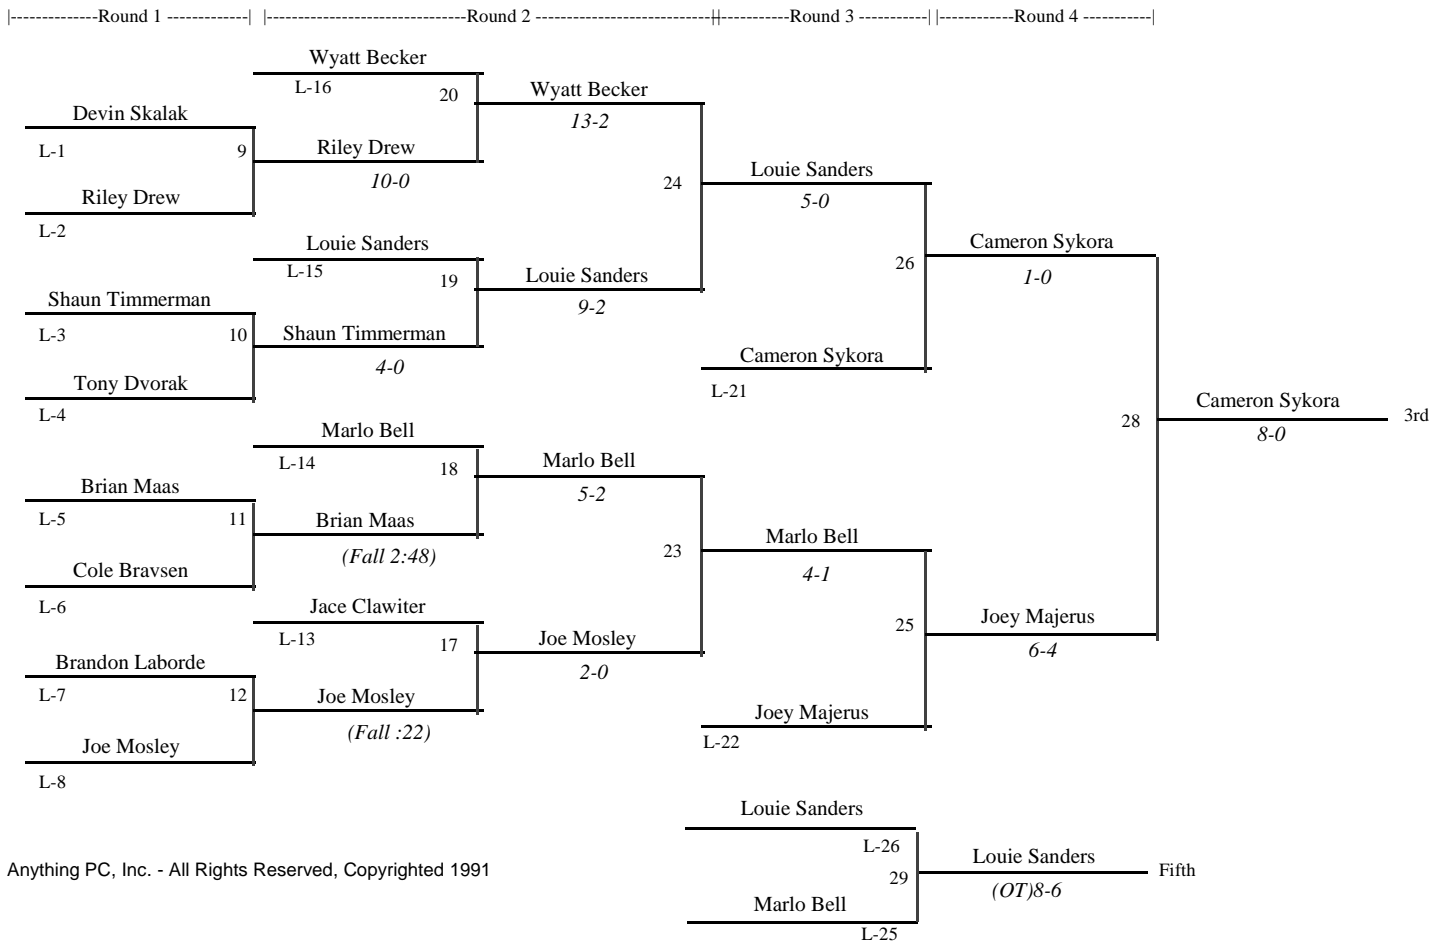 |--------------Round 1 -------------| |-------------------------------Round 2 ----------------------------||-----------Round 3 -----------| |------------Round 4 -----------|
Wyatt Becker
L-16
20
Wyatt Becker
13-2
Devin Skalak
L-1
9
Riley Drew
10-0
Riley Drew
L-2
24
Louie Sanders
5-0
Louie Sanders
L-15
19
Louie Sanders
9-2
Shaun Timmerman
L-3
10
Shaun Timmerman
4-0
Tony Dvorak
L-4
26
Cameron Sykora
1-0
Cameron Sykora
L-21
28
Cameron Sykora
8-0
3rd
Marlo Bell
L-14
18
Marlo Bell
5-2
Brian Maas
L-5
11
Brian Maas
(Fall 2:48)
Cole Bravsen
L-6
23
Marlo Bell
4-1
Jace Clawiter
L-13
17
Joe Mosley
2-0
Brandon Laborde
L-7
12
Joe Mosley
(Fall :22)
Joe Mosley
L-8
25
Joey Majerus
6-4
Joey Majerus
L-22
Louie Sanders
L-26
29
Louie Sanders
(OT)8-6
Fifth
Marlo Bell
L-25
Anything PC, Inc. - All Rights Reserved, Copyrighted 1991